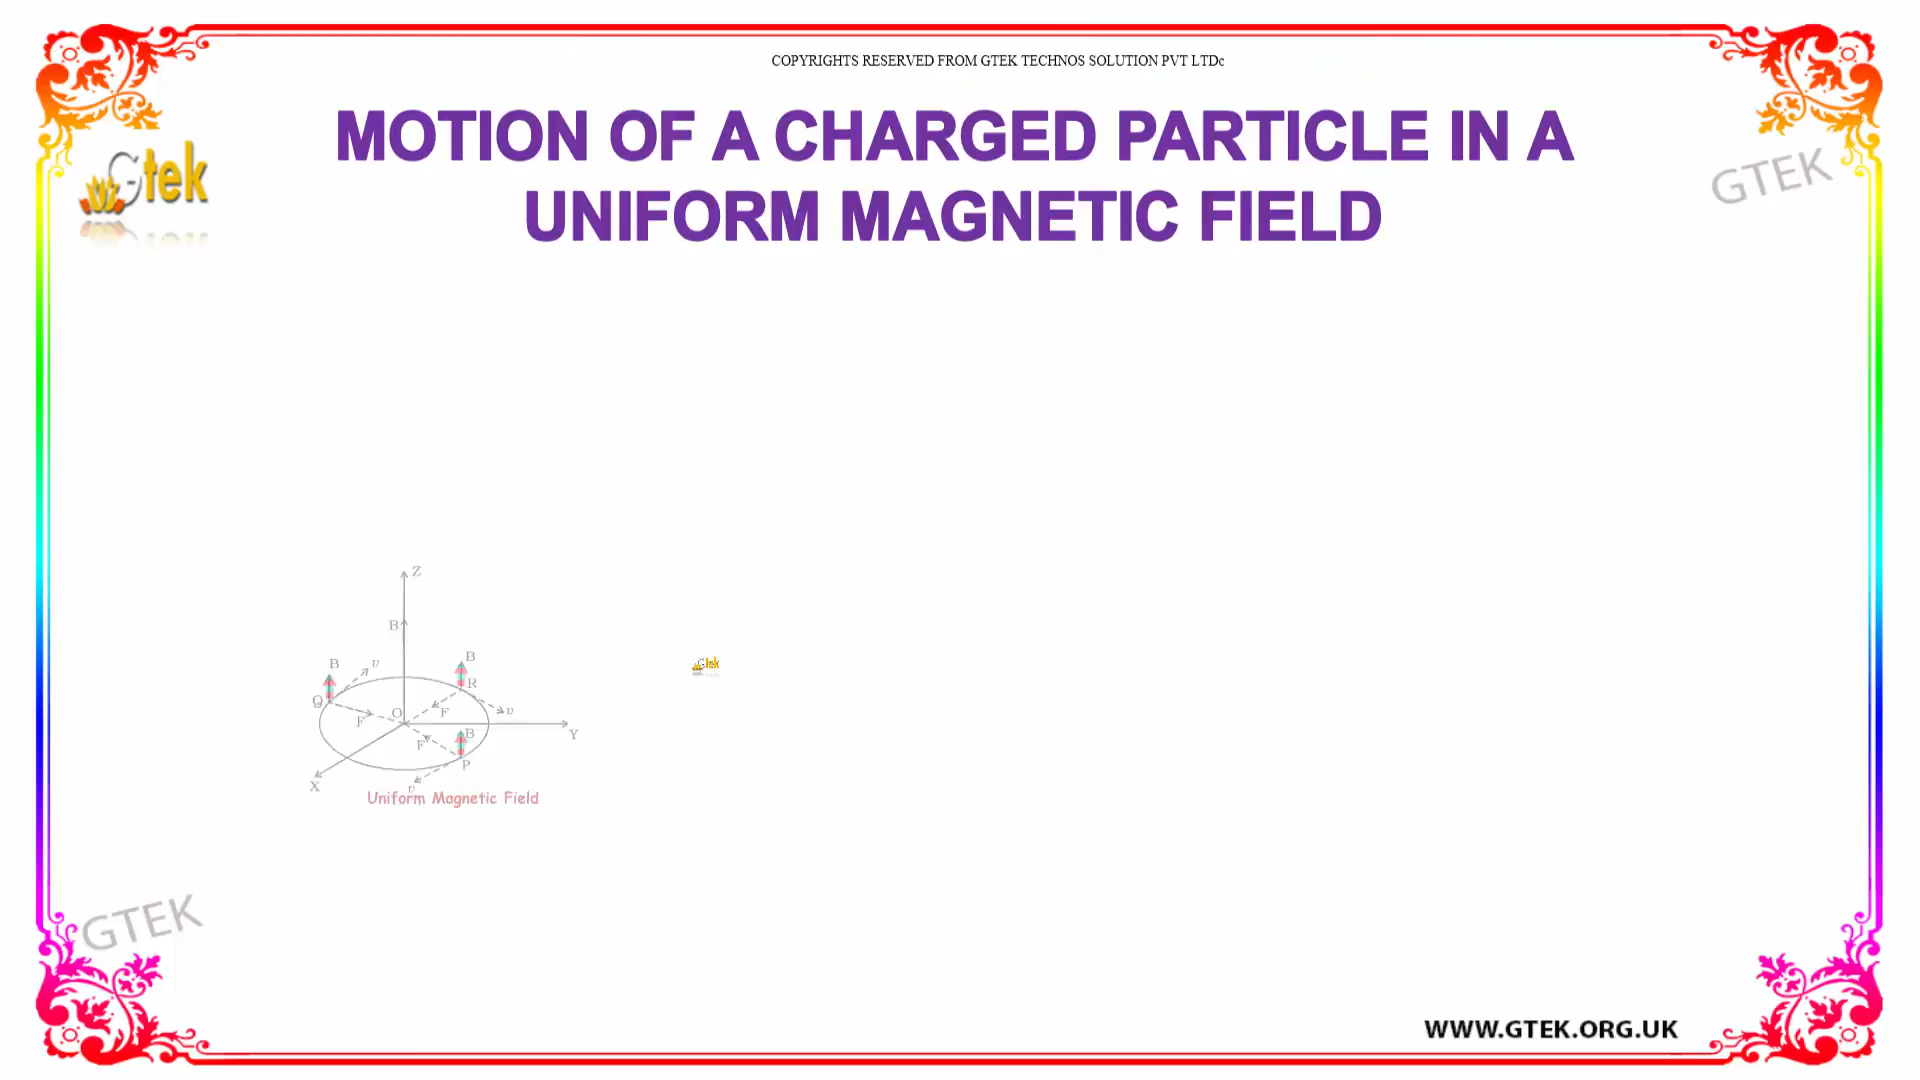 COPYRIGHTS RESERVED FROM GTEK TECHNOS SOLUTION PVT LTDc
MOTION OF A CHARGED PARTICLE IN A
UNIFORM MAGNETIC FIELD
Gtek
GTEK
Z
B
B
v
B
Q
R
F
O
F
v
Y
F
B
P
X
v
Uniform Magnetic Field
Gtek
GTEK
WWW.GTEK.ORG.UK